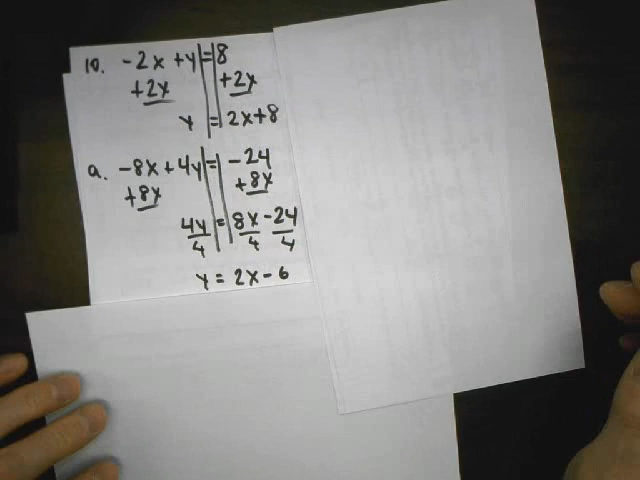 10. -2x + y = 8
+2x +2x
y = 2x+8
a. -8x + 4y = -24
+8x +8x
4y = 8x - 24
4 4 4
y = 2x - 6